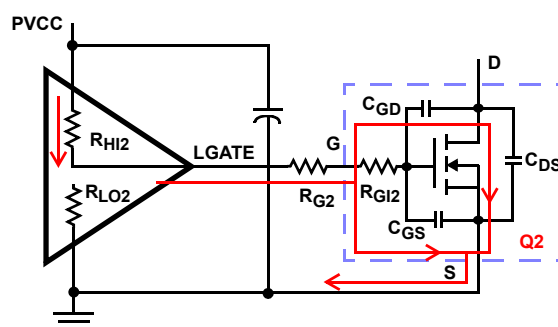 PVCC
D
CGD
G
RHI2
LGATE
CDS
RLO2
RG2
RGI2
CGS
Q2
S